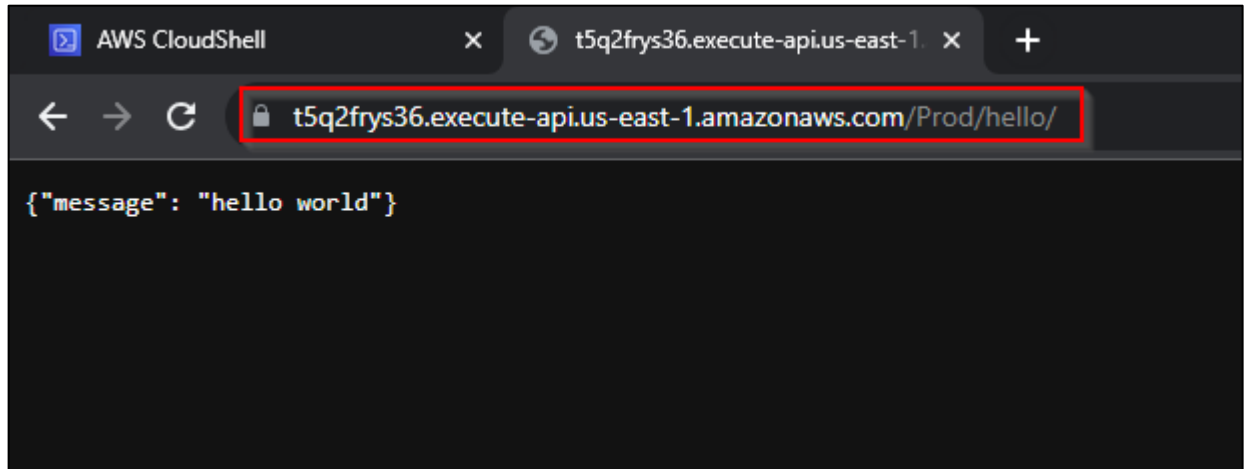 AWS CloudShell
t5q2frys36.execute-api.us-east-1.
t5q2frys36.execute-api.us-east-1.amazonaws.com/Prod/hello/
{"message": "hello world"}